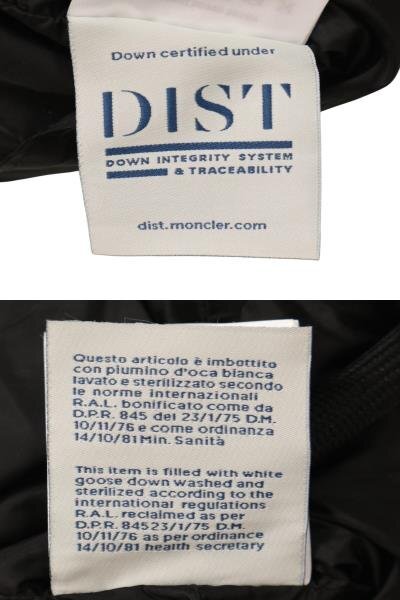 Down certified under
DIST
DOWN INTEGRITY SYSTEM
& TRACEABILITY
dist.moncler.com
Questo articolo è imbottito
con piumino d'oca bianca
lavato e sterilizzato secondo
le norme internazionali
R.A.L. bonificato come da
D.P.R. 845 del 23/1/75 D.M.
10/11/76 e come ordinanza
14/10/81 Min. Sanità
This item is filled with white
goose down washed and
sterilized according to the
international regulations
R.A.L. reclaimed as per
D.P.R. 84523/1/75 D.M.
10/11/76 as per ordinance
14/10/81 health secretary